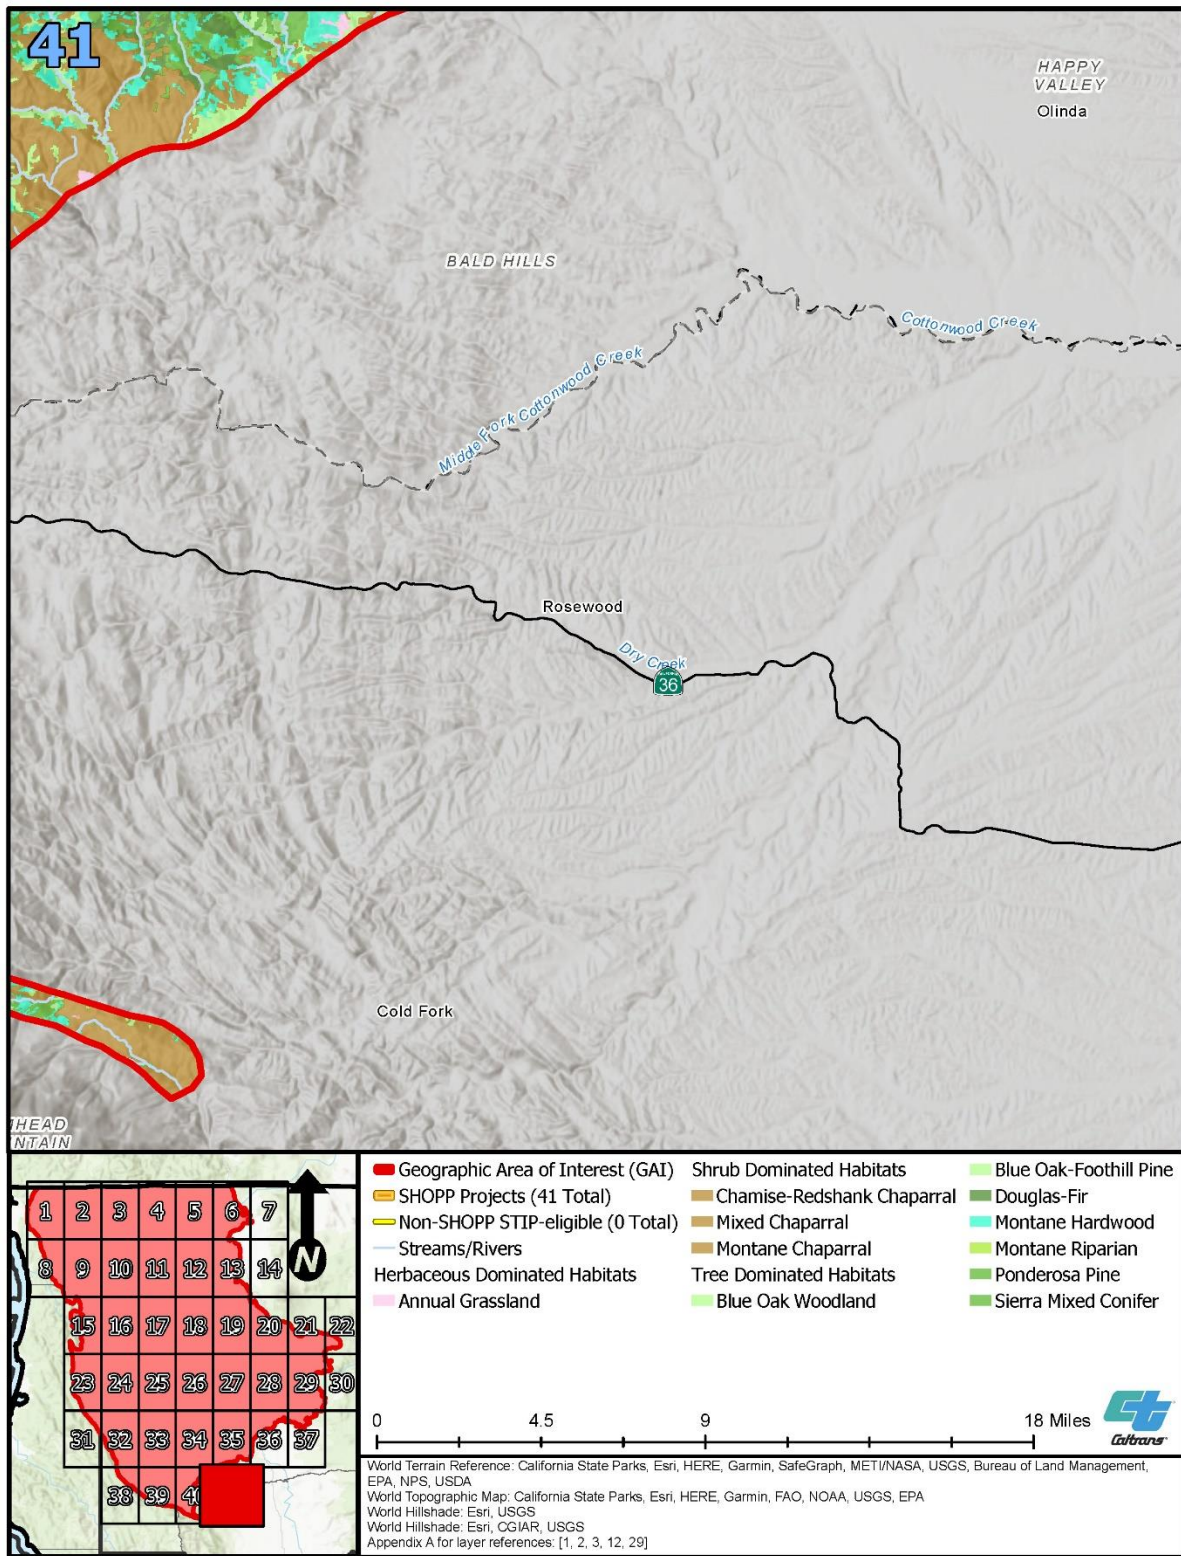 41
HAPPY
VALLEY
Olinda
BALD HILLS
Cottonwood Creek
Middle Fork Cottonwood Creek
Rosewood
Dry Creek
36
Cold Fork
HEAD
NTAIN
1 2 3 4 5 6 7
8 9 10 11 12 13 14
15 16 17 18 19 20 21 22
23 24 25 26 27 28 29 30
31 32 33 34 35 36 37
38 39 40
N
Geographic Area of Interest (GAI)
SHOPP Projects (41 Total)
Non-SHOPP STIP-eligible (0 Total)
Streams/Rivers
Herbaceous Dominated Habitats
Annual Grassland
Shrub Dominated Habitats
Chamise-Redshank Chaparral
Mixed Chaparral
Montane Chaparral
Tree Dominated Habitats
Blue Oak Woodland
Blue Oak-Foothill Pine
Douglas-Fir
Montane Hardwood
Montane Riparian
Ponderosa Pine
Sierra Mixed Conifer
0 4.5 9 18 Miles
Caltrans
World Terrain Reference: California State Parks, Esri, HERE, Garmin, SafeGraph, METI/NASA, USGS, Bureau of Land Management,
EPA, NPS, USDA
World Topographic Map: California State Parks, Esri, HERE, Garmin, FAO, NOAA, USGS, EPA
World Hillshade: Esri, USGS
World Hillshade: Esri, CGIAR, USGS
Appendix A for layer references: [1, 2, 3, 12, 29]